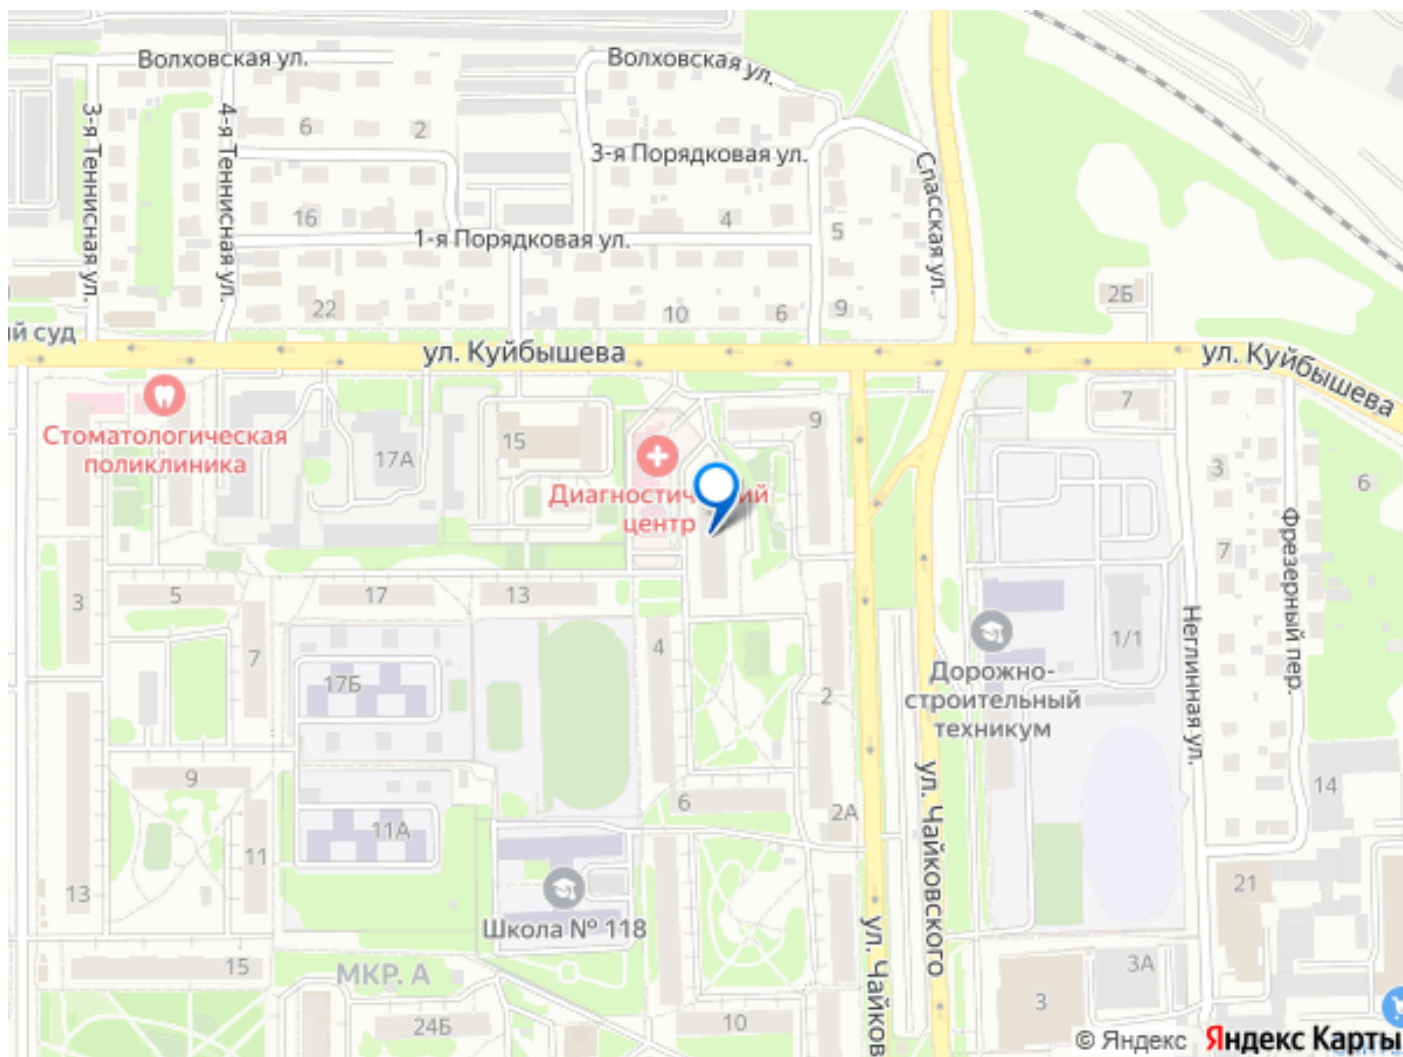 Волховская ул.
Волховская ул.
3-я Теннисная ул.
4-я Теннисная ул.
6
2
3-я Порядковая ул.
Спасская ул.
16
4
5
1-я Порядковая ул.
22
10
6
9
2Б
ий суд
ул. Куйбышева
ул. Куйбышева
7
9
Стоматологическая
поликлиника
17А
15
3
6
Диагностический
центр
7
Фрезерный пер.
3
5
17
13
4
Неглинная ул.
1/1
7
17Б
2
Дорожно-
строительный
техникум
9
6
2А
14
11А
11
ул. Чайковского
13
21
Школа № 118
ул. Чайков
15
МКР. А
3А
3
24Б
10
© Яндекс Яндекс Карты